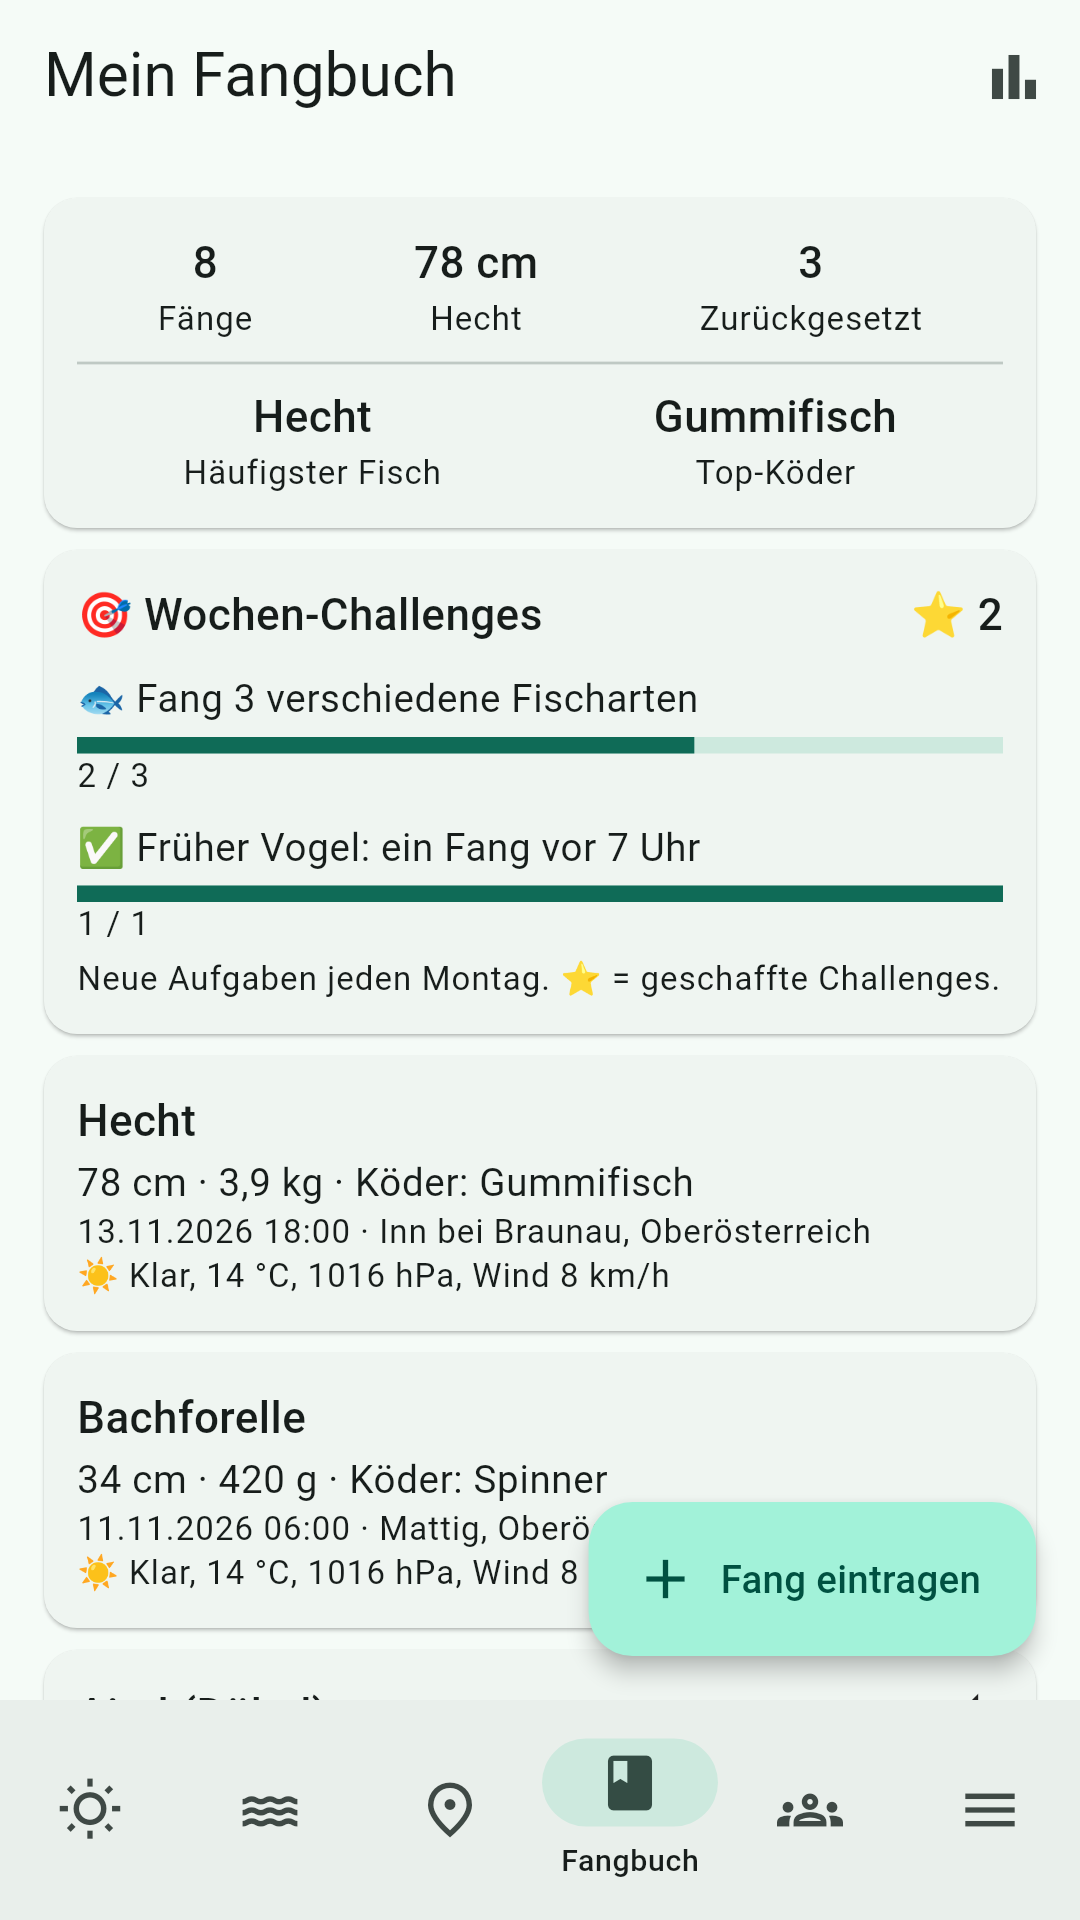 Mein Fangbuch
8
78 cm
3
Fänge
Hecht
Zurückgesetzt
Hecht
Gummifisch
Häufigster Fisch
Top-Köder
🎯 Wochen-Challenges ⭐ 2
🐟 Fang 3 verschiedene Fischarten
2 / 3
✅ Früher Vogel: ein Fang vor 7 Uhr
1 / 1
Neue Aufgaben jeden Montag. ⭐ = geschaffte Challenges.
Hecht
78 cm · 3,9 kg · Köder: Gummifisch
13.11.2026 18:00 · Inn bei Braunau, Oberösterreich
☀️ Klar, 14 °C, 1016 hPa, Wind 8 km/h
Bachforelle
34 cm · 420 g · Köder: Spinner
11.11.2026 06:00 · Mattig, Oberö
☀️ Klar, 14 °C, 1016 hPa, Wind 8
Fang eintragen
Fangbuch